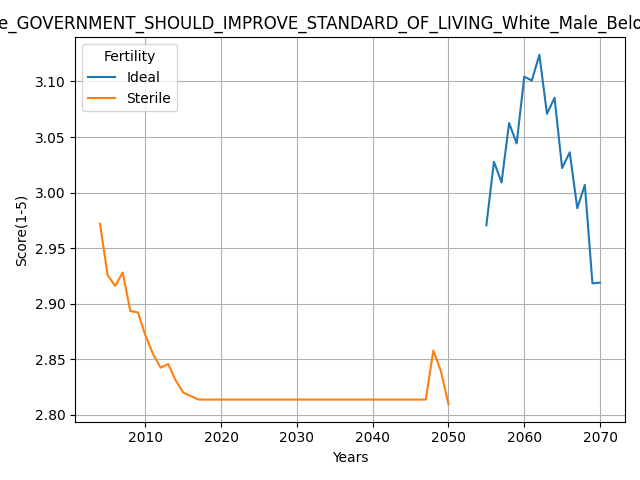 e_GOVERNMENT_SHOULD_IMPROVE_STANDARD_OF_LIVING_White_Male_Belo
Fertility
Ideal
Sterile
3.10
3.05
3.00
2.95
2.90
2.85
2.80
Score(1-5)
2010 2020 2030 2040 2050 2060 2070
Years